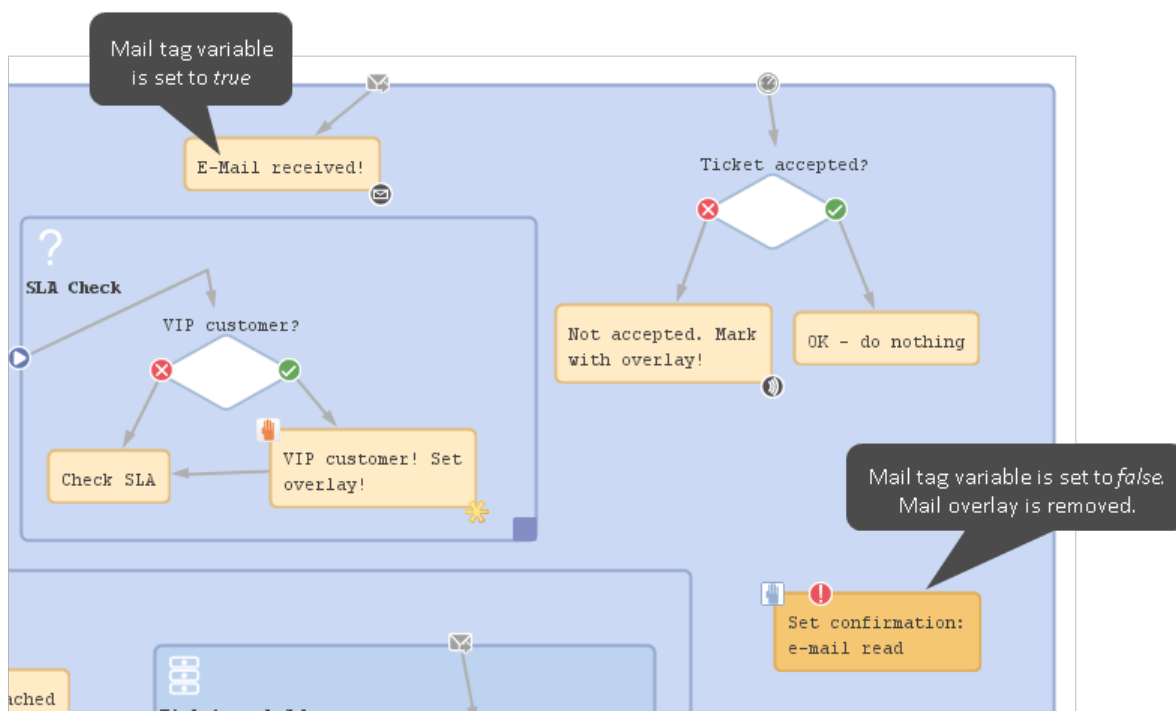 Mail tag variable
is set to true
E-Mail received!
Ticket accepted?
SLA Check
VIP customer?
Not accepted. Mark
with overlay!
OK - do nothing
Check SLA
VIP customer! Set
overlay!
Mail tag variable is set to false.
Mail overlay is removed.
Set confirmation:
e-mail read
ached